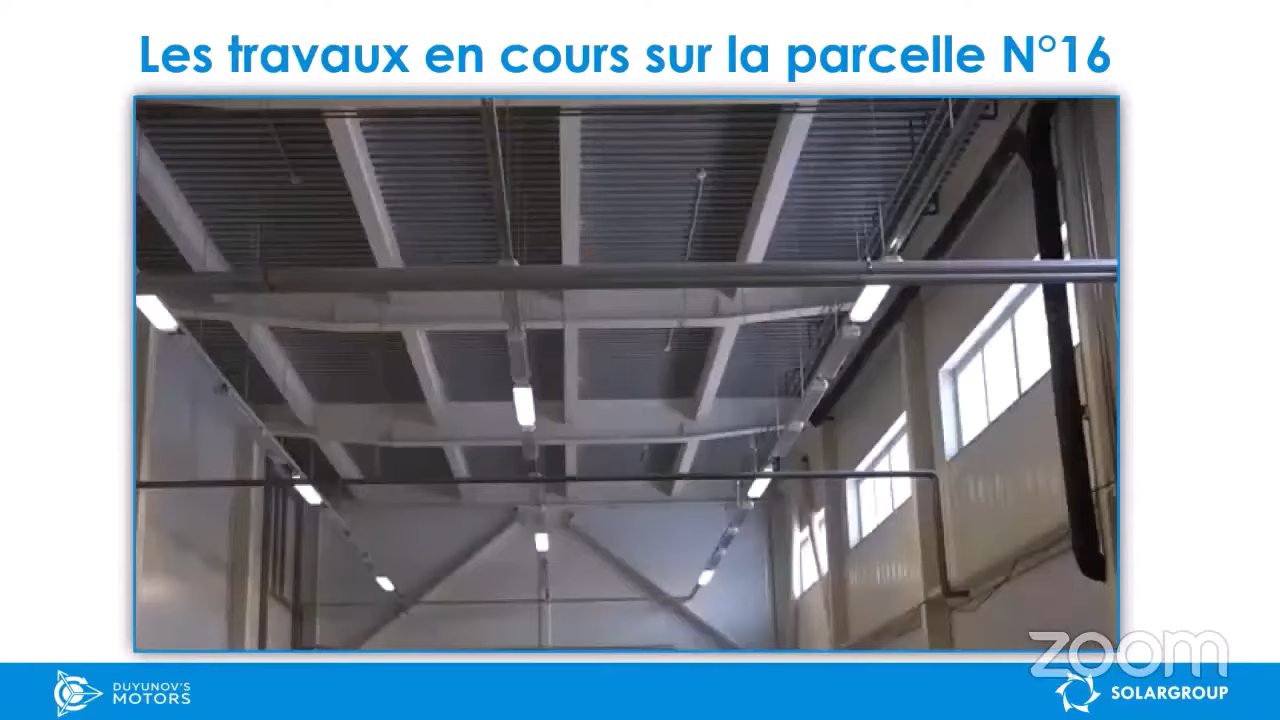 Les travaux en cours sur la parcelle N°16
zoom
DUYUNOV'S
MOTORS
SOLARGROUP